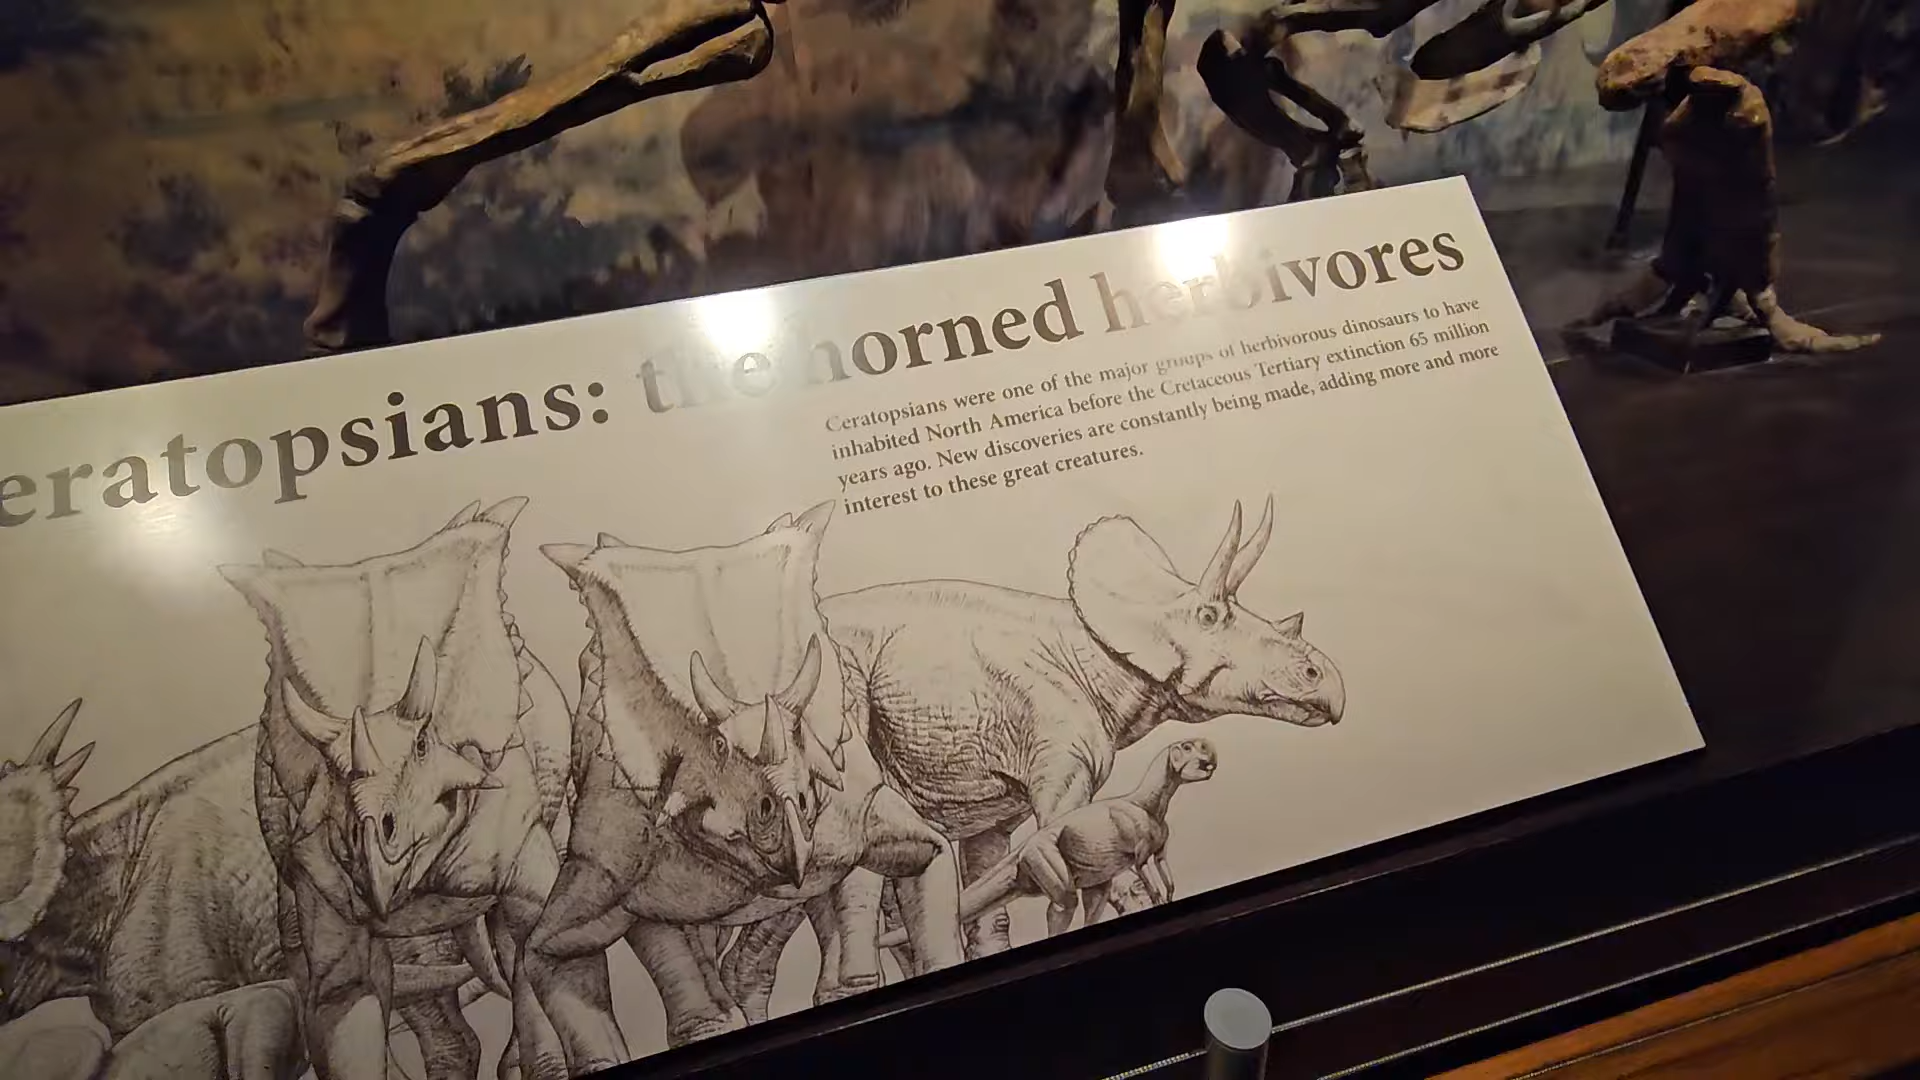 eratopsians: the horned herbivores
Ceratopsians were one of the major groups of herbivorous dinosaurs to have
inhabited North America before the Cretaceous Tertiary extinction 65 million
years ago. New discoveries are constantly being made, adding more and more
interest to these great creatures.